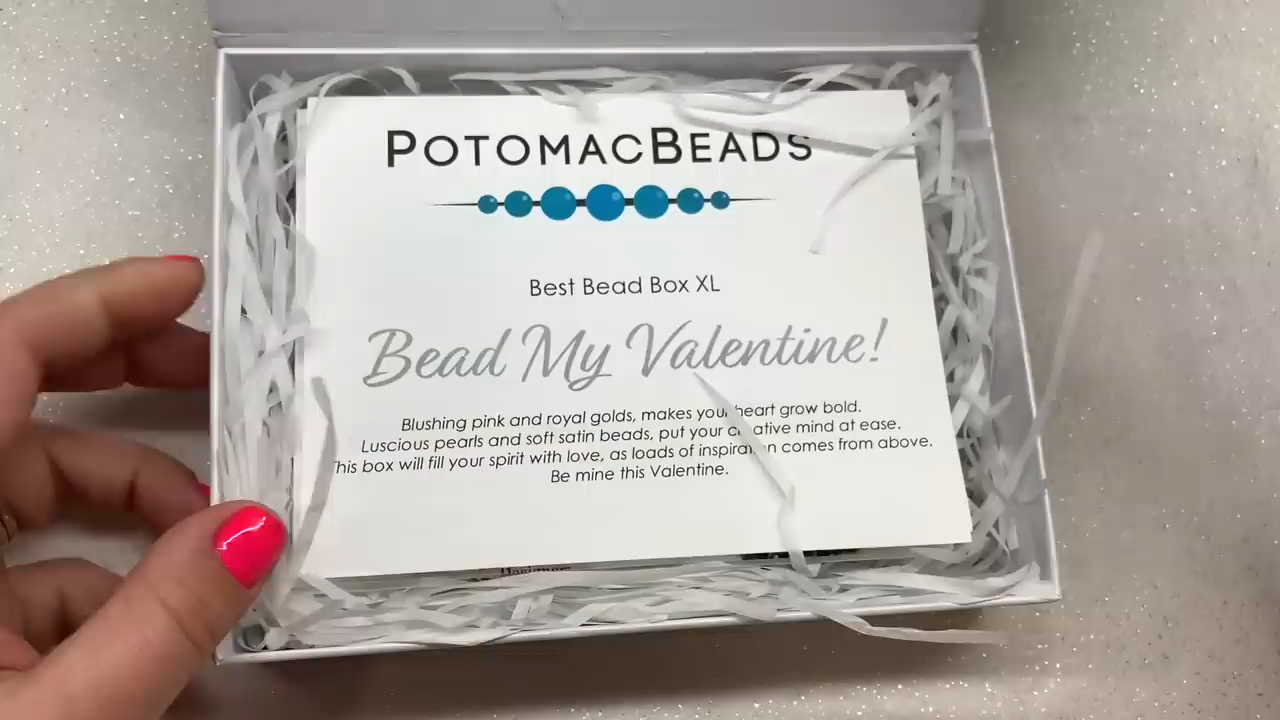 POTOMACBEADS
Best Bead Box XL
Bead My Valentine!
Blushing pink and royal golds, makes your heart grow bold.
Luscious pearls and soft satin beads, put your creative mind at ease.
This box will fill your spirit with love, as loads of inspiration comes from above.
Be mine this Valentine.